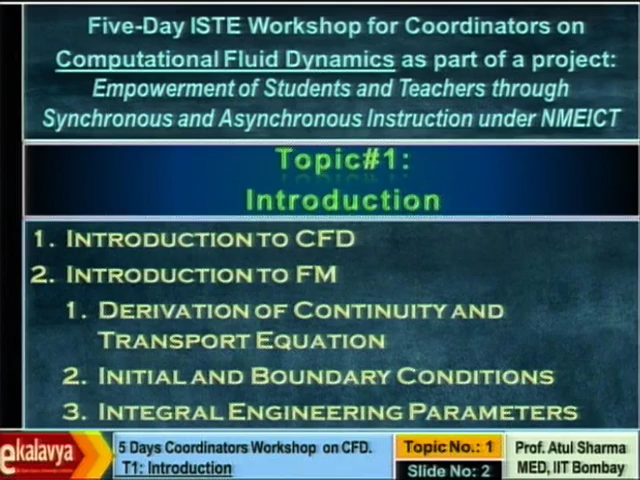 Five-Day ISTE Workshop for Coordinators on
Computational Fluid Dynamics as part of a project:
Empowerment of Students and Teachers through
Synchronous and Asynchronous Instruction under NMEICT
Topic#1:
Introduction
1. INTRODUCTION TO CFD
2. INTRODUCTION TO FM
1. DERIVATION OF CONTINUITY AND
TRANSPORT EQUATION
2. INITIAL AND BOUNDARY CONDITIONS
3. INTEGRAL ENGINEERING PARAMETERS
ekalavya
5 Days Coordinators Workshop on CFD.
T1: Introduction
Topic No.: 1
Slide No: 2
Prof. Atul Sharma
MED, IIT Bombay